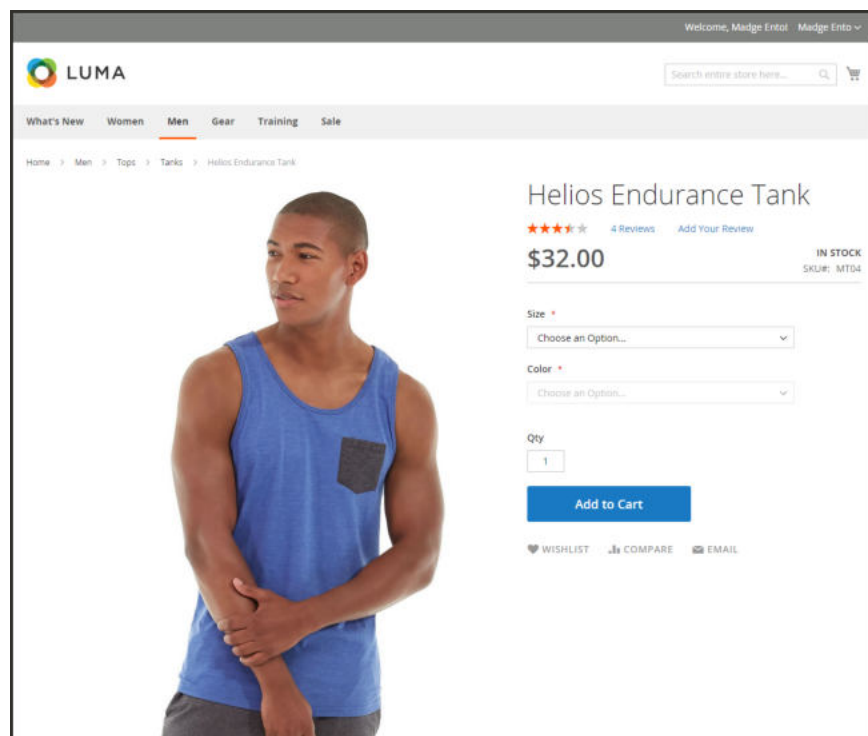 Welcome, Madge Ento! Madge Ento
LUMA
Search entire store here...
What's New Women Men Gear Training Sale
Home > Men > Tops > Tanks > Helios Endurance Tank
Helios Endurance Tank
4 Reviews Add Your Review
$32.00
IN STOCK
SKU#: MT04
Size *
Choose an Option...
Color *
Choose an Option...
Qty
1
Add to Cart
WISHLIST COMPARE EMAIL